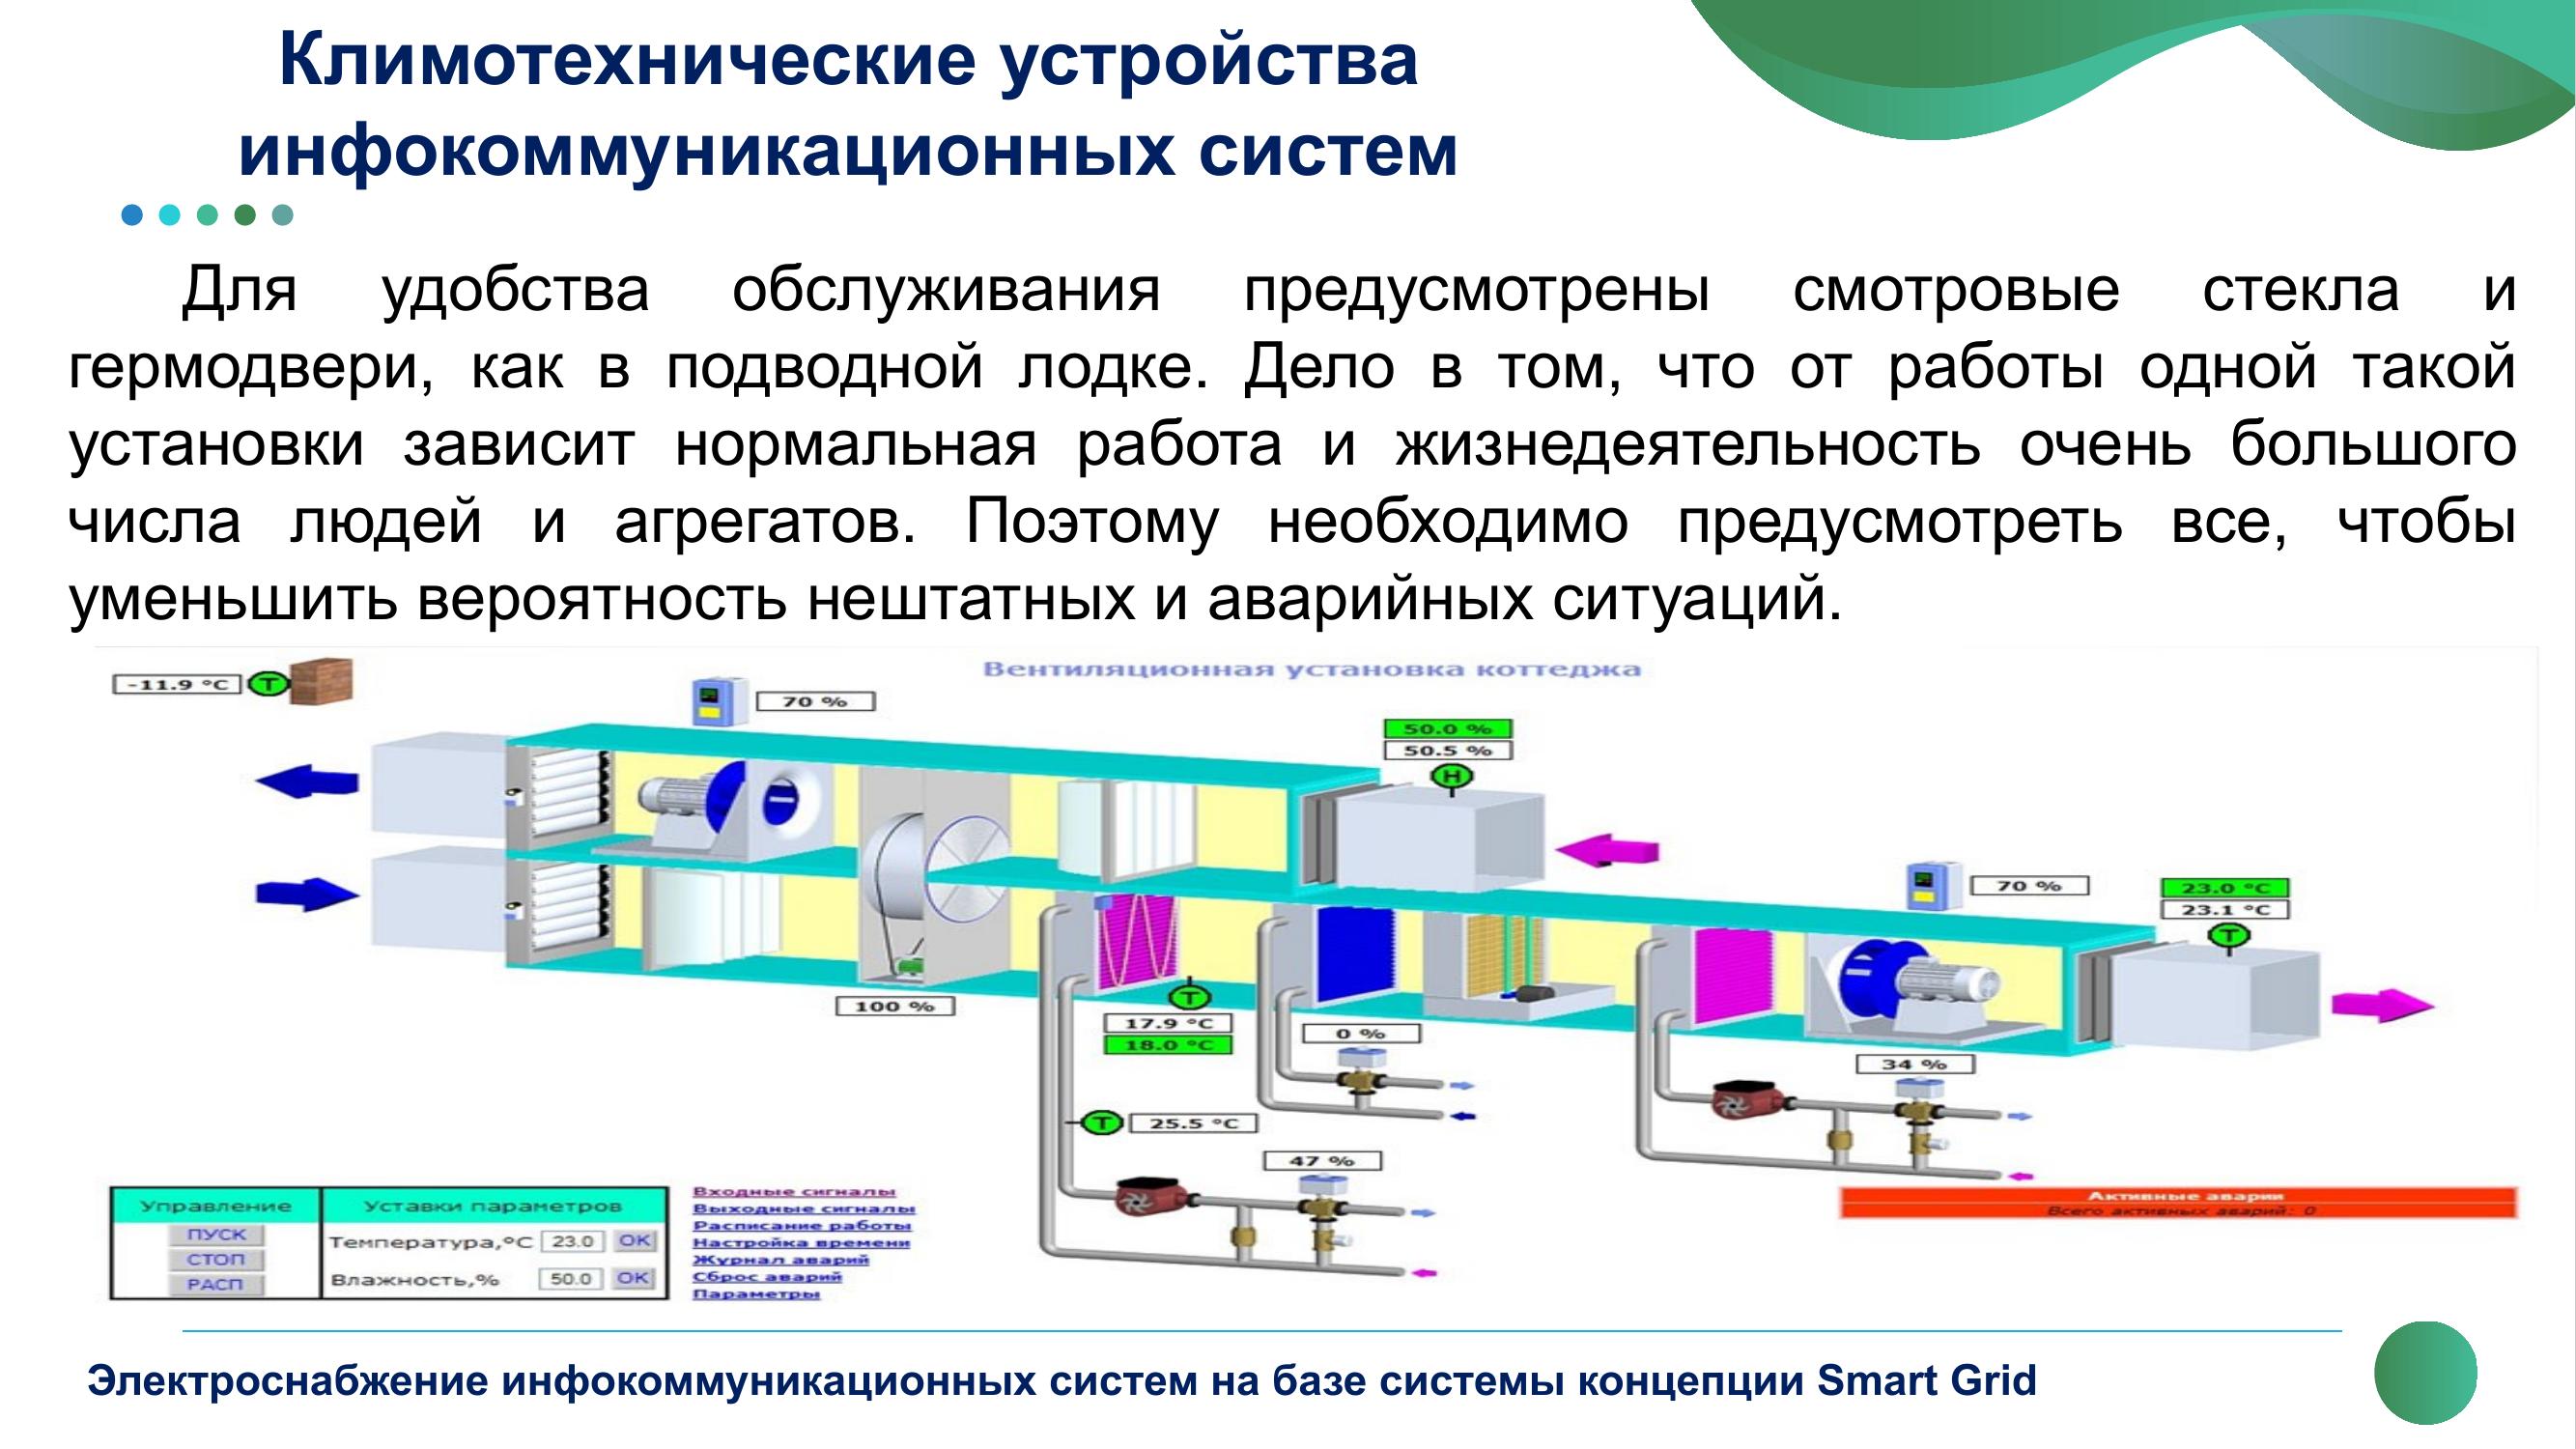 Климотехнические устройства
инфокоммуникационных систем
Для удобства обслуживания предусмотрены смотровые стекла и
гермодвери, как в подводной лодке. Дело в том, что от работы одной такой
установки зависит нормальная работа и жизнедеятельность очень большого
числа людей и агрегатов. Поэтому необходимо предусмотреть все, чтобы
уменьшить вероятность нештатных и аварийных ситуаций.
Вентиляционная установка коттеджа
-11.9 °C T
70 %
50.0 %
50.5 %
H
70 %
23.0 °C
23.1 °C
T
100 %
T
17.9 °C
18.0 °C
0 %
34 %
T 25.5 °C
47 %
Управление
ПУСК
СТОП
РАСП
Уставки параметров
Температура,°C 23.0 OK
Влажность,% 50.0 OK
Входные сигналы
Выходные сигналы
Расписание работы
Настройка времени
Журнал аварий
Сброс аварий
Параметры
Активные аварии
Всего активных аварий: 0
Электроснабжение инфокоммуникационных систем на базе системы концепции Smart Grid